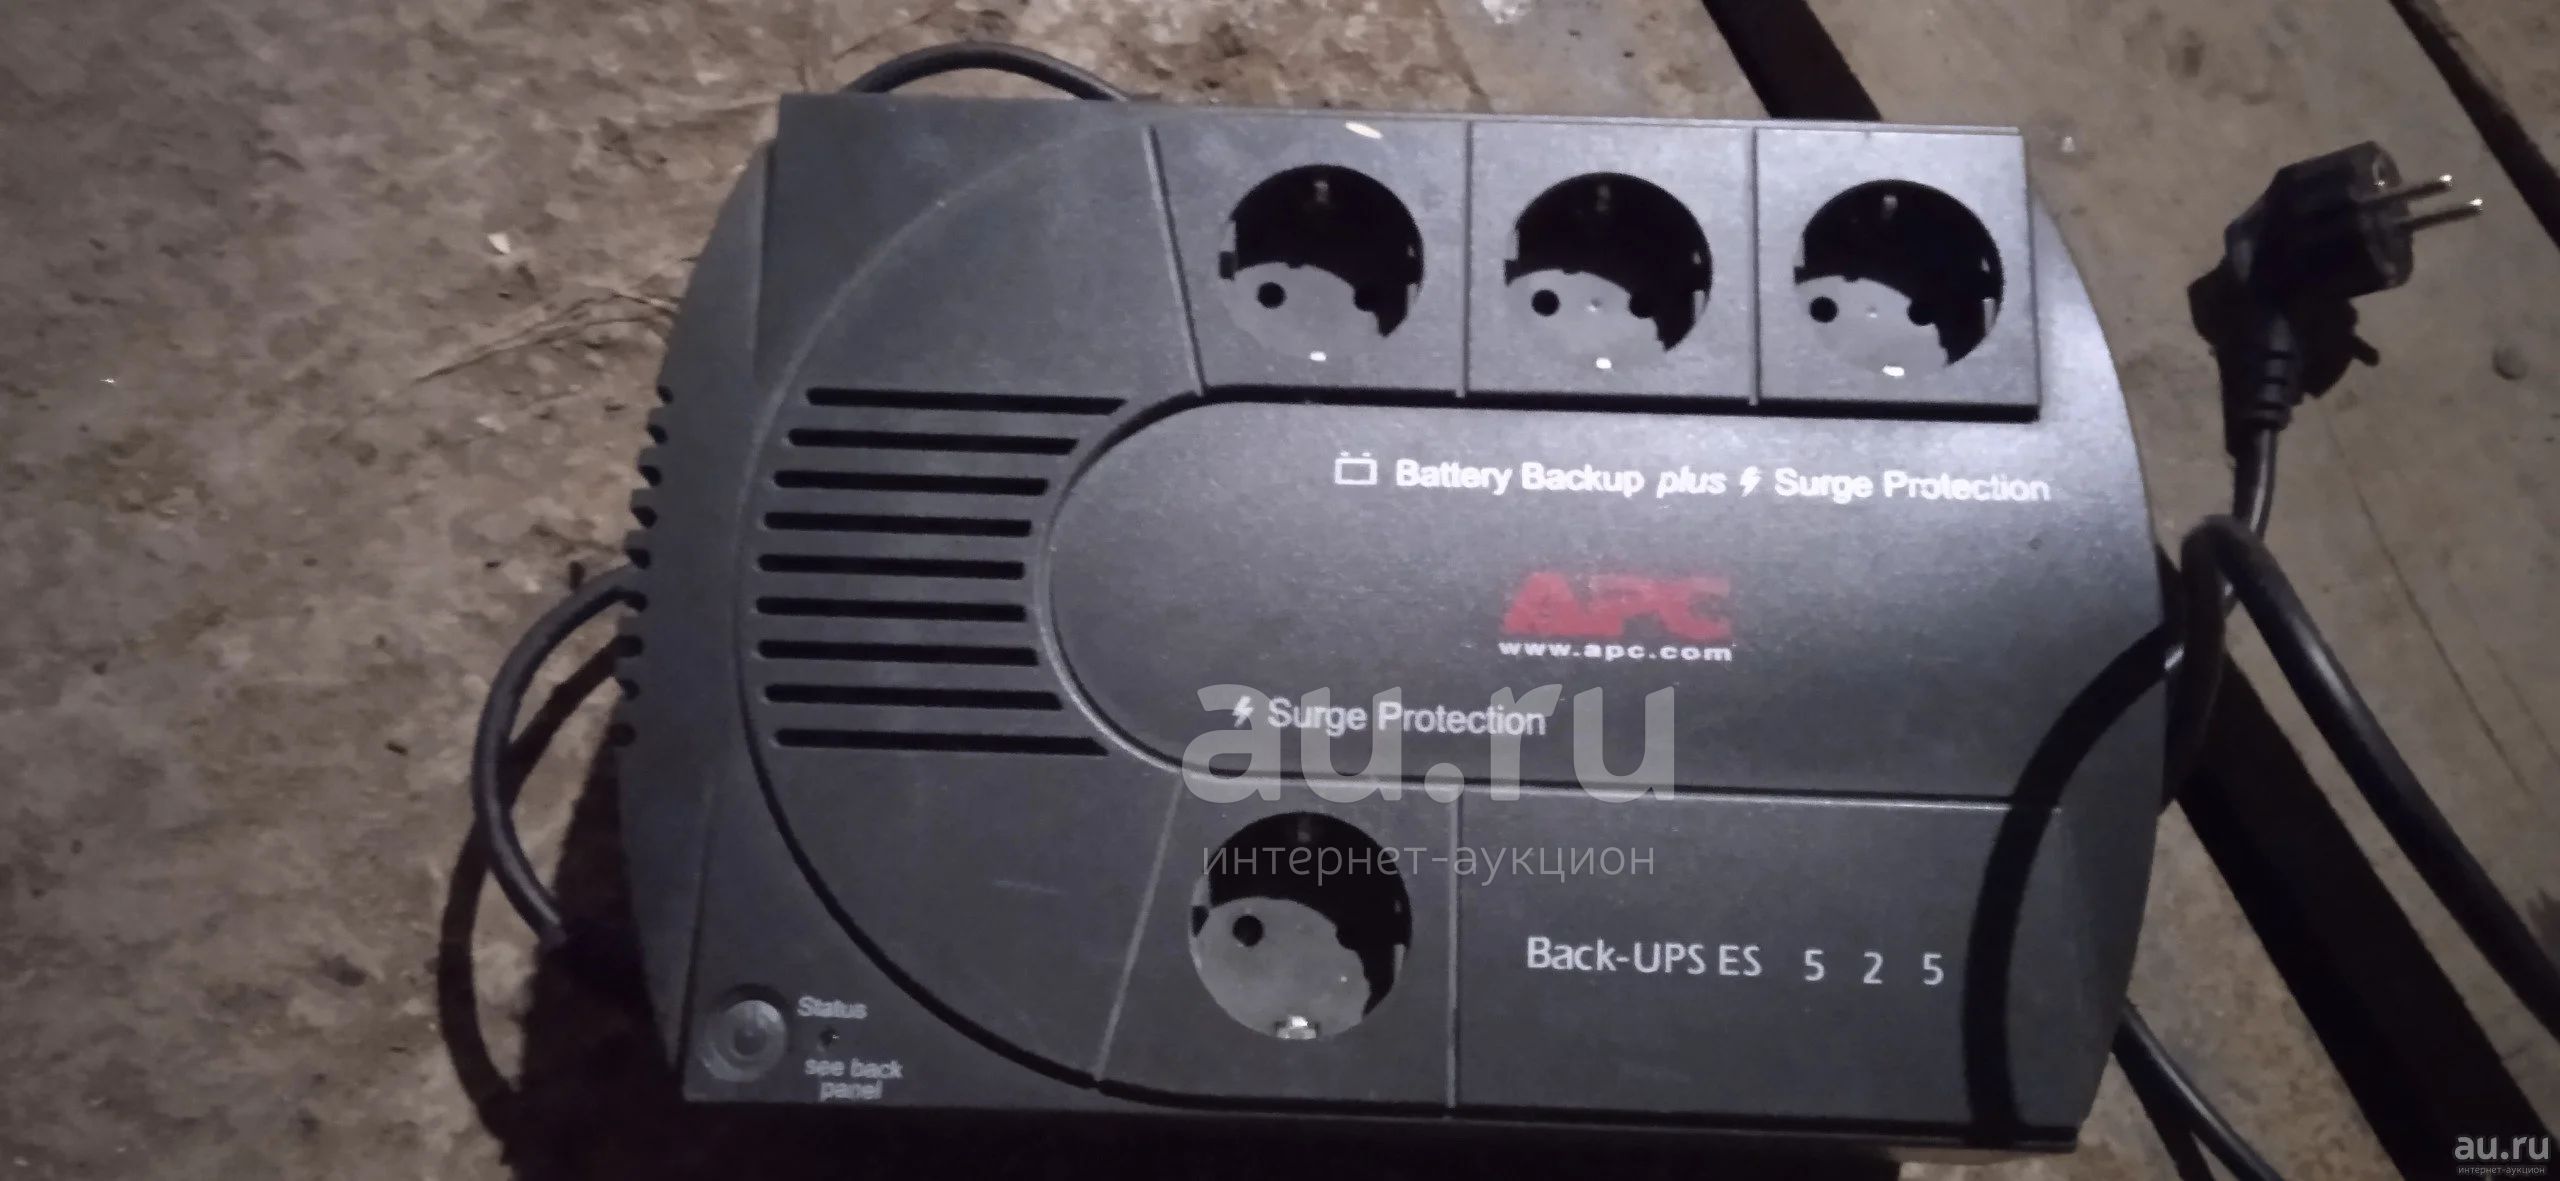 Battery Backup plus Surge Protection
APC
www.apc.com
Surge Protection
au.ru
интернет-аукцион
Back-UPS ES 5 2 5
Status
see back
panel
au.ru
интернет-аукцион